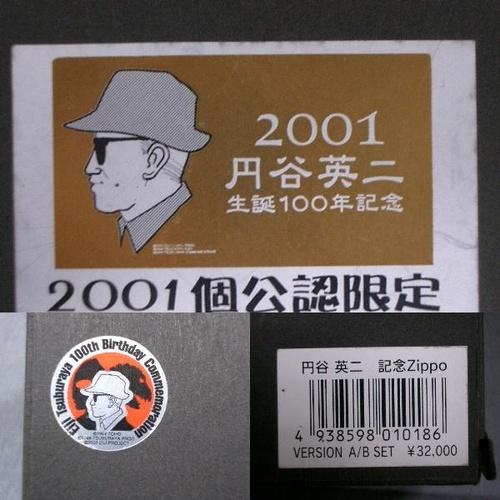 2001
円谷英二
生誕100年記念
2001個公認限定
Eiji Tsuburaya 100th Birthday Commemoration
円谷 英二 記念Zippo
4 938598 010186
VERSION A/B SET ¥32,000